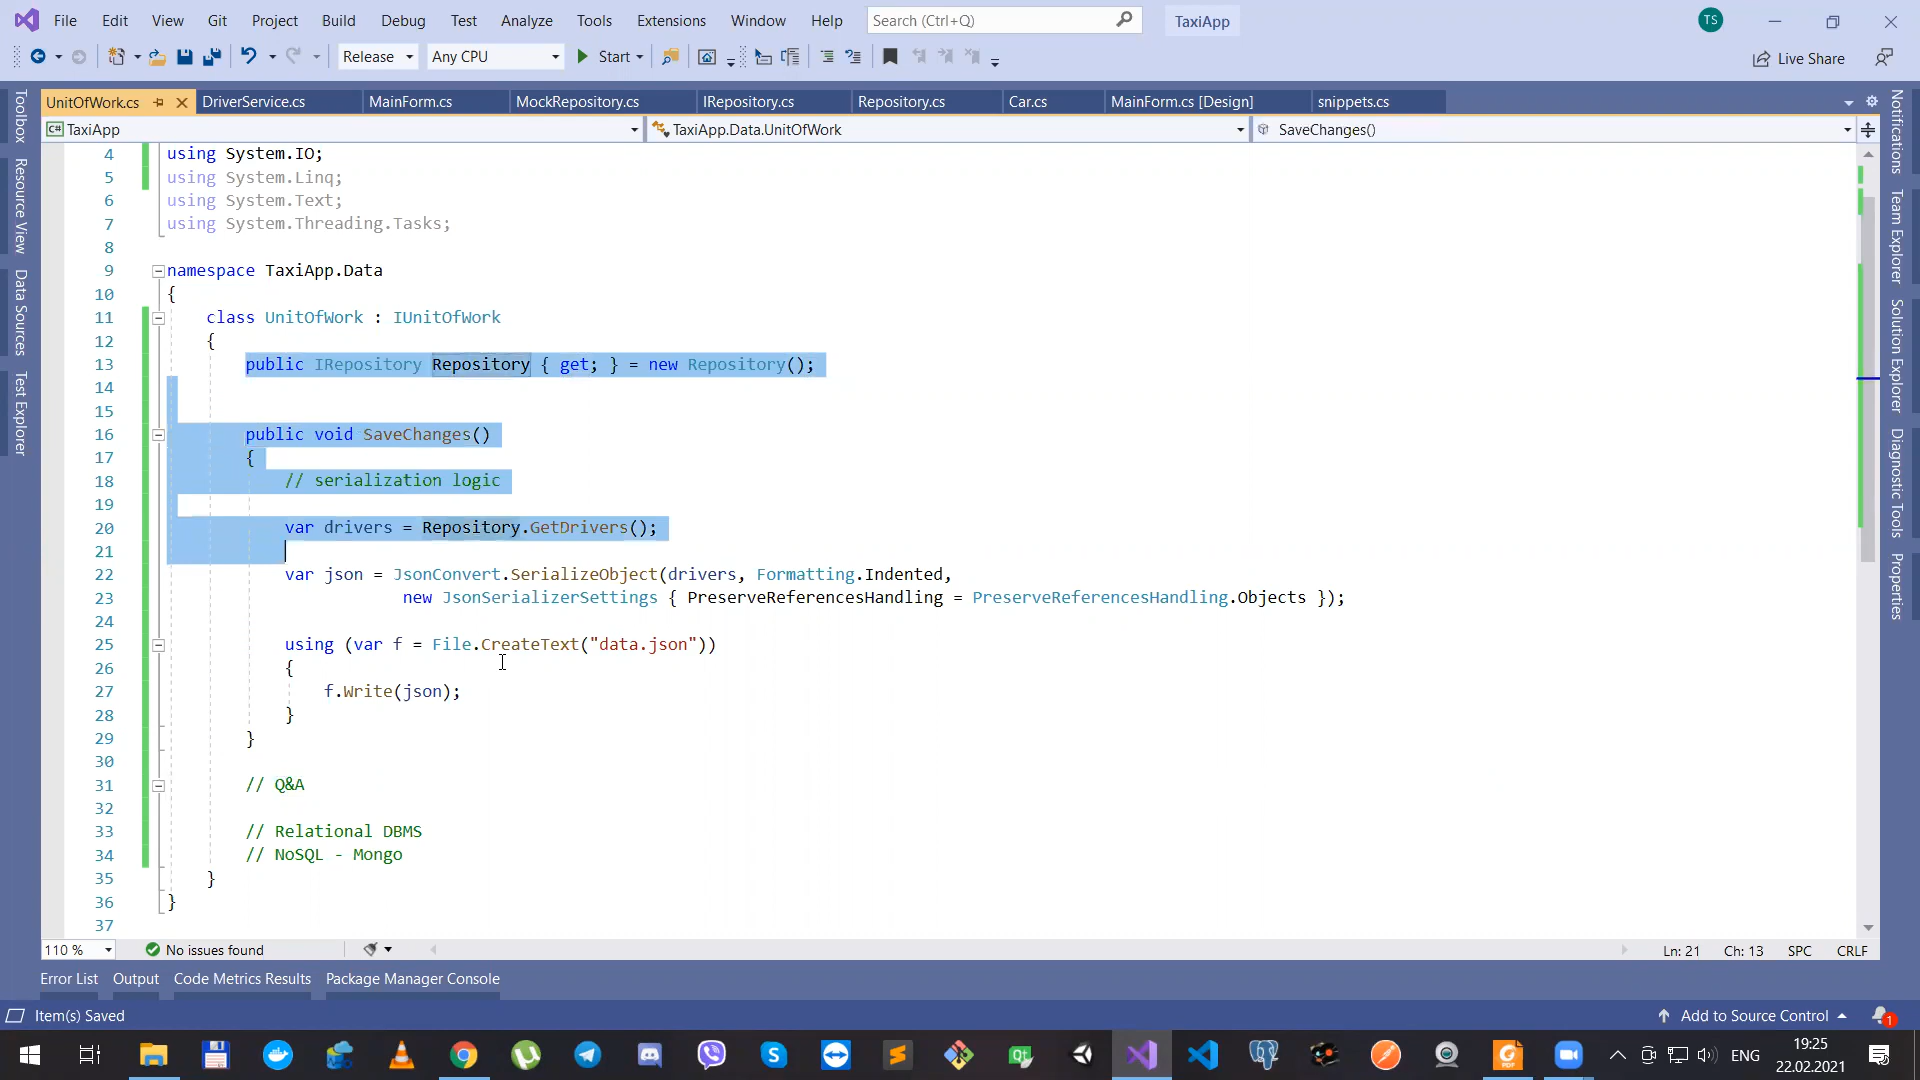 File Edit View Git Project Build Debug Test Analyze Tools Extensions Window Help Search (Ctrl+Q) TaxiApp TS
Release Any CPU Start Live Share
UnitOfWork.cs DriverService.cs MainForm.cs MockRepository.cs IRepository.cs Repository.cs Car.cs MainForm.cs [Design] snippets.cs
C# TaxiApp TaxiApp.Data.UnitOfWork SaveChanges()
Toolbox
Resource View
Data Sources
Test Explorer
4 using System.IO;
5 using System.Linq;
6 using System.Text;
7 using System.Threading.Tasks;
8
9 namespace TaxiApp.Data
10 {
11 class UnitOfWork : IUnitOfWork
12 {
13 public IRepository Repository { get; } = new Repository();
14
15
16 public void SaveChanges()
17 {
18 // serialization logic
19
20 var drivers = Repository.GetDrivers();
21
22 var json = JsonConvert.SerializeObject(drivers, Formatting.Indented,
23 new JsonSerializerSettings { PreserveReferencesHandling = PreserveReferencesHandling.Objects });
24
25 using (var f = File.CreateText("data.json"))
26 {
27 f.Write(json);
28 }
29 }
30
31 // Q&A
32
33 // Relational DBMS
34 // NoSQL - Mongo
35 }
36 }
37
Notifications
Team Explorer
Solution Explorer
Diagnostic Tools
Properties
110 % No issues found Ln: 21 Ch: 13 SPC CRLF
Error List Output Code Metrics Results Package Manager Console
Item(s) Saved Add to Source Control 1
ENG 19:25
22.02.2021